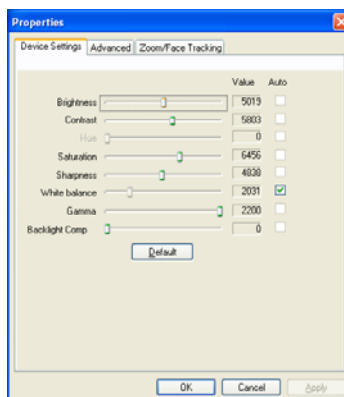 Properties
Device Settings Advanced Zoom/Face Tracking
Value Auto
Brightness 5019
Contrast 5803
Hue 0
Saturation 6456
Sharpness 4838
White balance 2031
Gamma 2200
Backlight Comp 0
Default
OK Cancel Apply